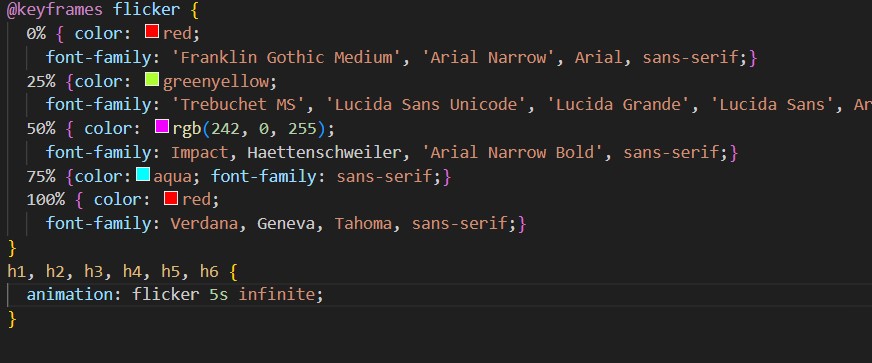 @keyframes flicker {
0% { color: red;
font-family: 'Franklin Gothic Medium', 'Arial Narrow', Arial, sans-serif;}
25% {color: greenyellow;
font-family: 'Trebuchet MS', 'Lucida Sans Unicode', 'Lucida Grande', 'Lucida Sans', Ar
50% { color: rgb(242, 0, 255);
font-family: Impact, Haettenschweiler, 'Arial Narrow Bold', sans-serif;}
75% {color: aqua; font-family: sans-serif;}
100% { color: red;
font-family: Verdana, Geneva, Tahoma, sans-serif;}
}
h1, h2, h3, h4, h5, h6 {
animation: flicker 5s infinite;
}